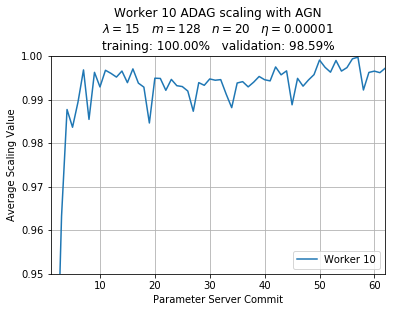 Worker 10 ADAG scaling with AGN
λ = 15 m = 128 n = 20 η = 0.00001
training: 100.00% validation: 98.59%
1.00
0.99
0.98
0.97
0.96
0.95
Average Scaling Value
Worker 10
10 20 30 40 50 60
Parameter Server Commit